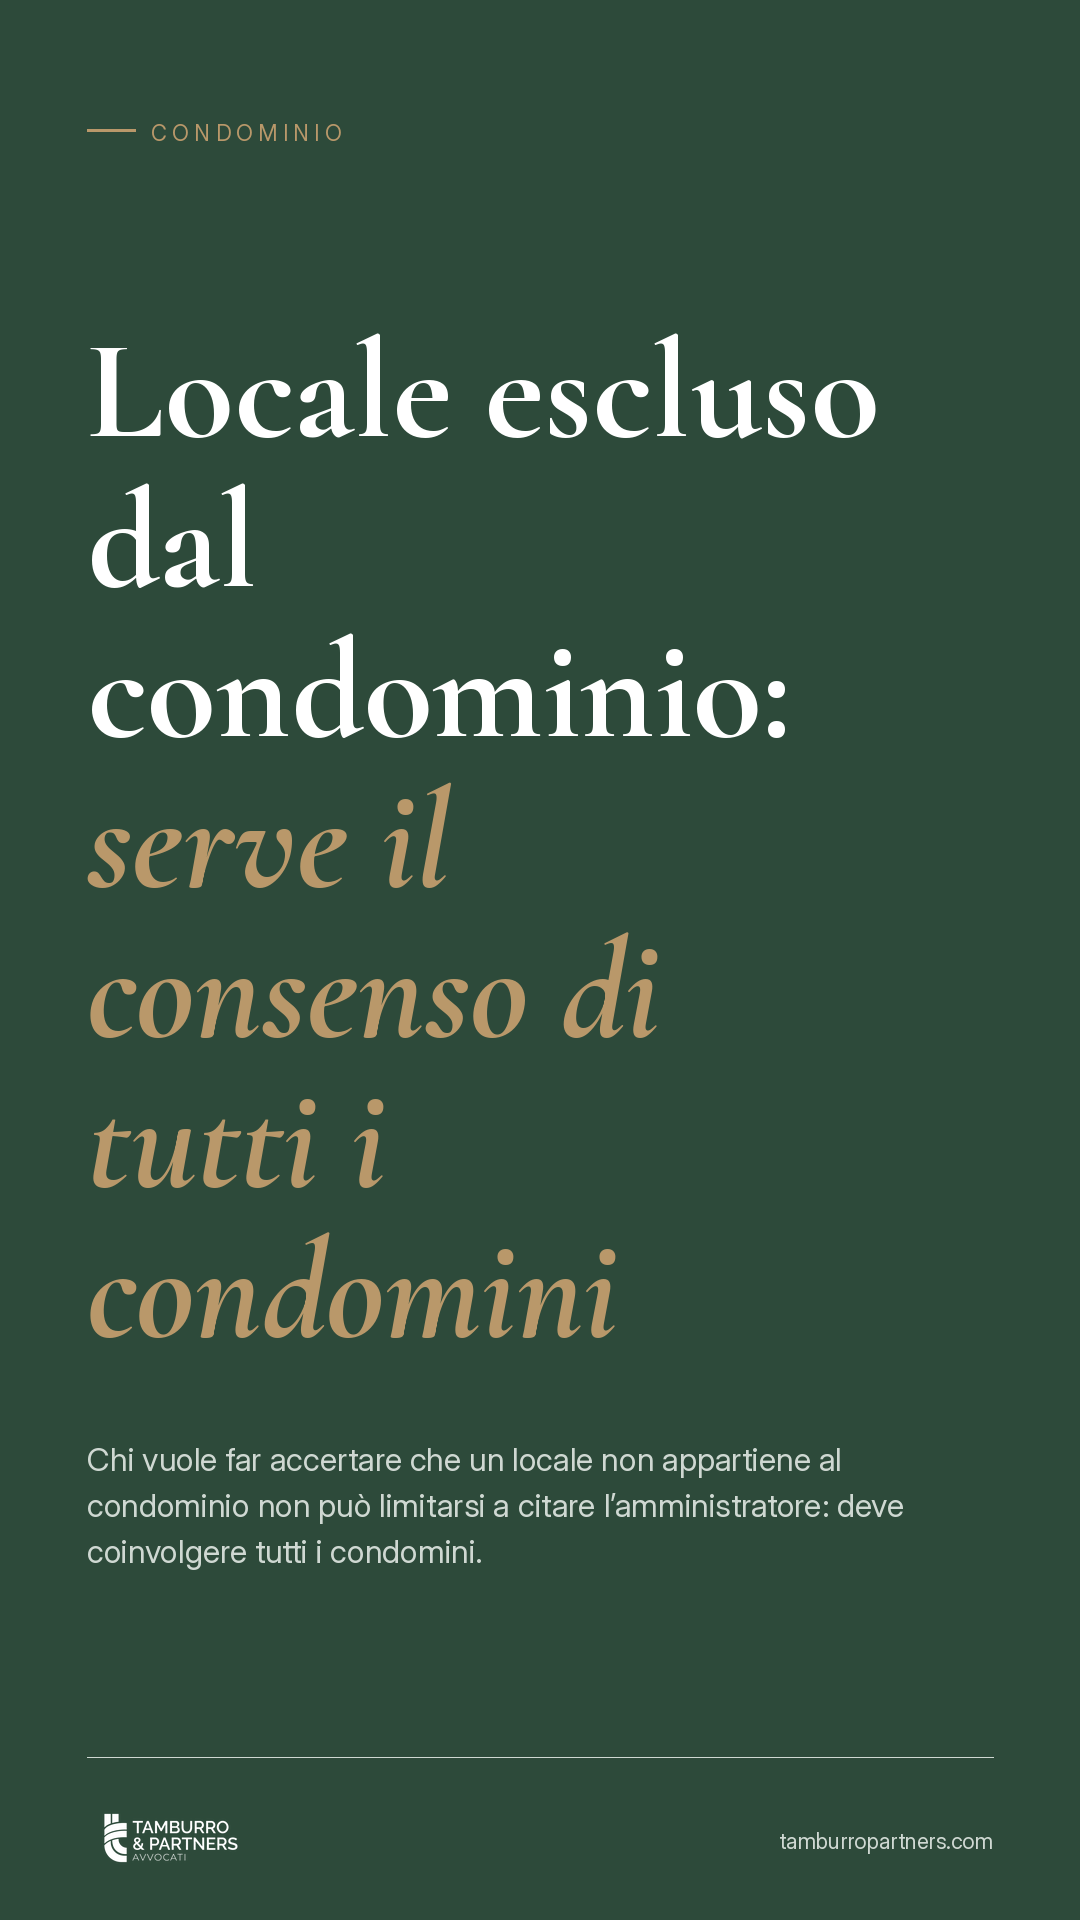 CONDOMINIO
Locale escluso
dal
condominio:
serve il
consenso di
tutti i
condomini
Chi vuole far accertare che un locale non appartiene al
condominio non può limitarsi a citare l’amministratore: deve
coinvolgere tutti i condomini.
TAMBURRO
& PARTNERS
AVVOCATI
tamburropartners.com